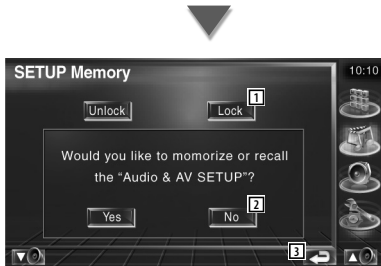 SETUP Memory
10:10
1
Unlock
Lock
Would you like to momorize or recall
the “Audio & AV SETUP”?
2
Yes
No
3